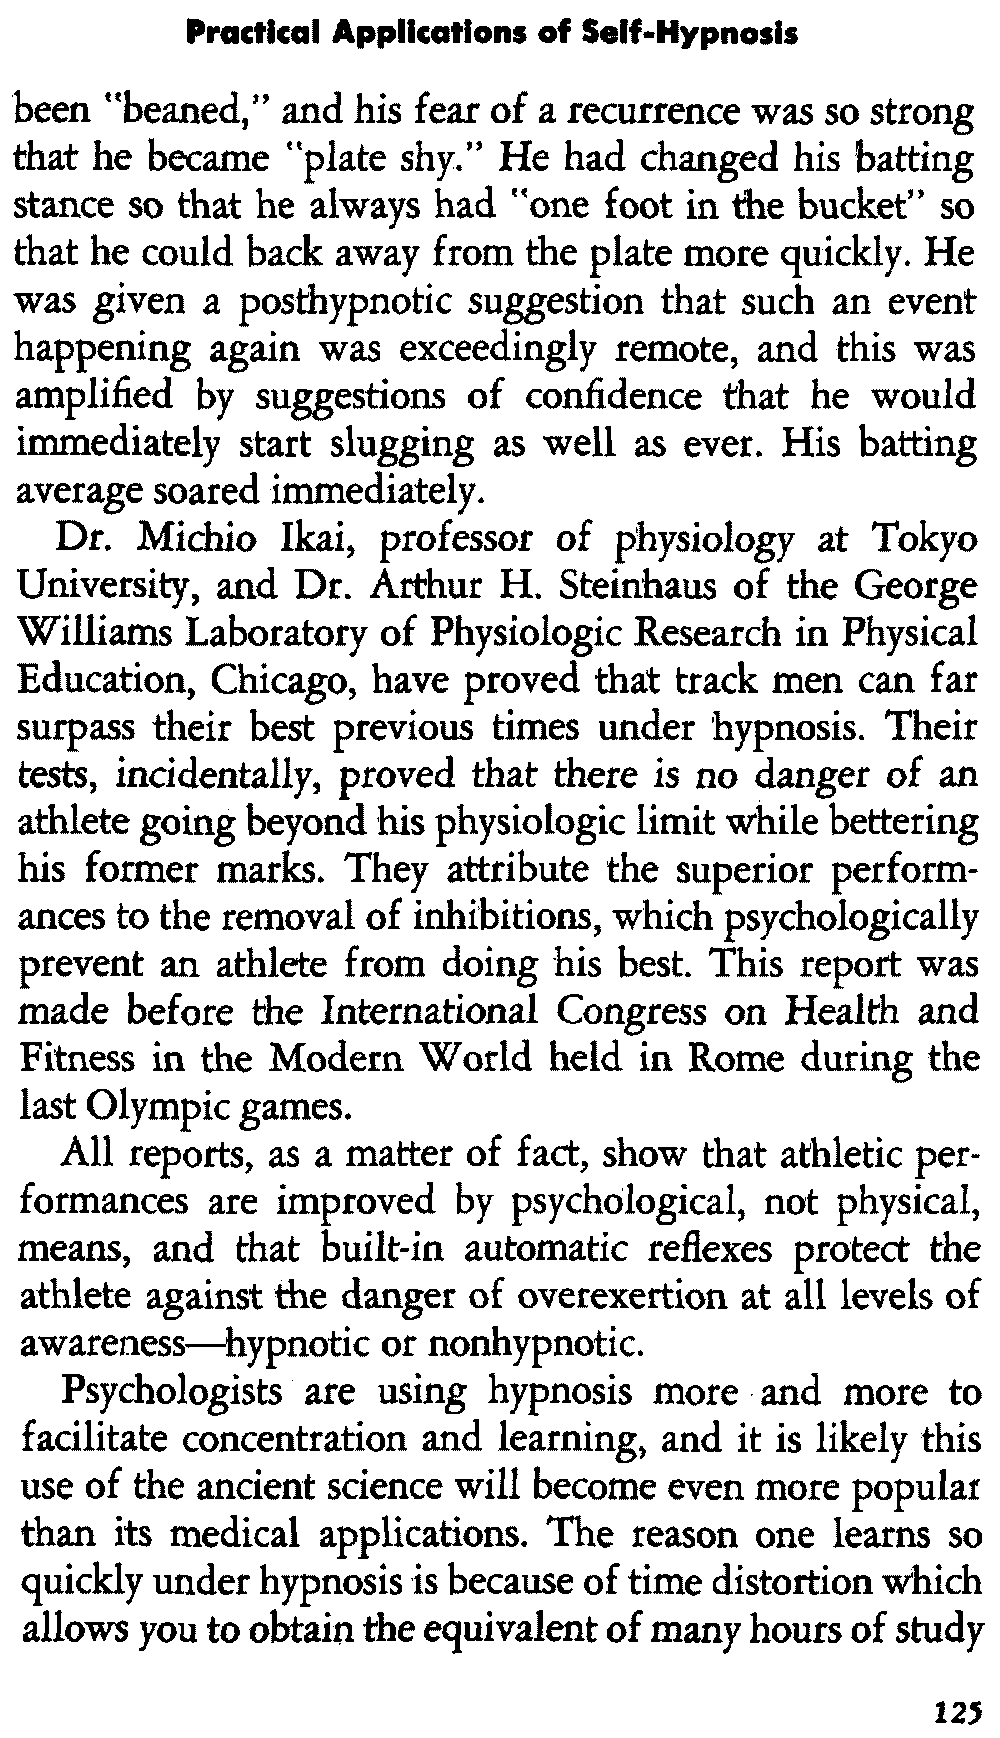 Practical Applications of Self-Hypnosis
been "beaned," and his fear of a recurrence was so strong
that he became "plate shy." He had changed his batting
stance so that he always had "one foot in the bucket" so
that he could back away from the plate more quickly. He
was given a posthypnotic suggestion that such an event
happening again was exceedingly remote, and this was
amplified by suggestions of confidence that he would
immediately start slugging as well as ever. His batting
average soared immediately.
Dr. Michio Ikai, professor of physiology at Tokyo
University, and Dr. Arthur H. Steinhaus of the George
Williams Laboratory of Physiologic Research in Physical
Education, Chicago, have proved that track men can far
surpass their best previous times under hypnosis. Their
tests, incidentally, proved that there is no danger of an
athlete going beyond his physiologic limit while bettering
his former marks. They attribute the superior perform-
ances to the removal of inhibitions, which psychologically
prevent an athlete from doing his best. This report was
made before the International Congress on Health and
Fitness in the Modern World held in Rome during the
last Olympic games.
All reports, as a matter of fact, show that athletic per-
formances are improved by psychological, not physical,
means, and that built-in automatic reflexes protect the
athlete against the danger of overexertion at all levels of
awareness—hypnotic or nonhypnotic.
Psychologists are using hypnosis more and more to
facilitate concentration and learning, and it is likely this
use of the ancient science will become even more popular
than its medical applications. The reason one learns so
quickly under hypnosis is because of time distortion which
allows you to obtain the equivalent of many hours of study
125